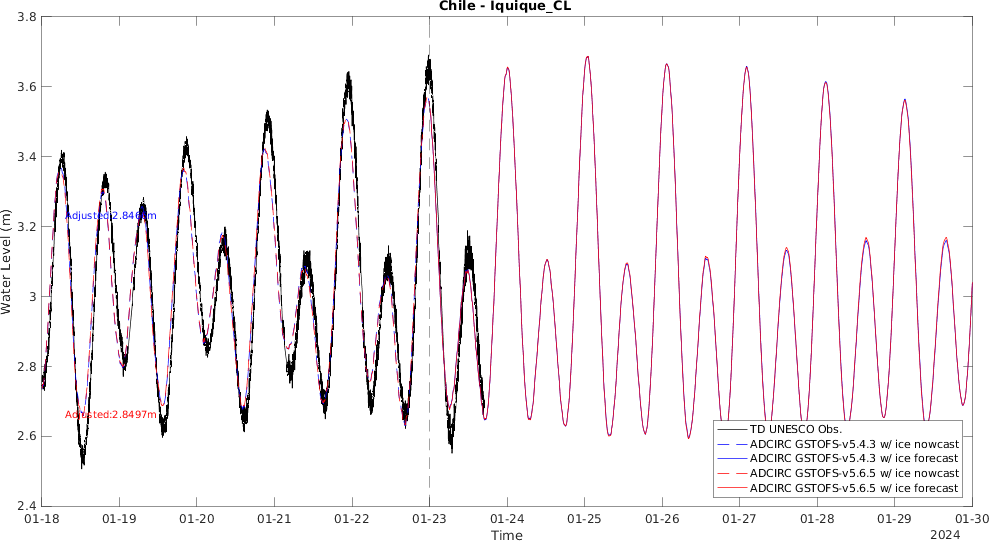 Chile - Iquique_CL
3.8
3.6
3.4
3.2
3
2.8
2.6
2.4
Water Level (m)
Adjusted:2.8497m
TD UNESCO Obs.
ADCIRC GSTOFS-v5.4.3 w/ ice nowcast
ADCIRC GSTOFS-v5.4.3 w/ ice forecast
ADCIRC GSTOFS-v5.6.5 w/ ice nowcast
ADCIRC GSTOFS-v5.6.5 w/ ice forecast
01-18 01-19 01-20 01-21 01-22 01-23 01-24 01-25 01-26 01-27 01-28 01-29 01-30
Time
2024